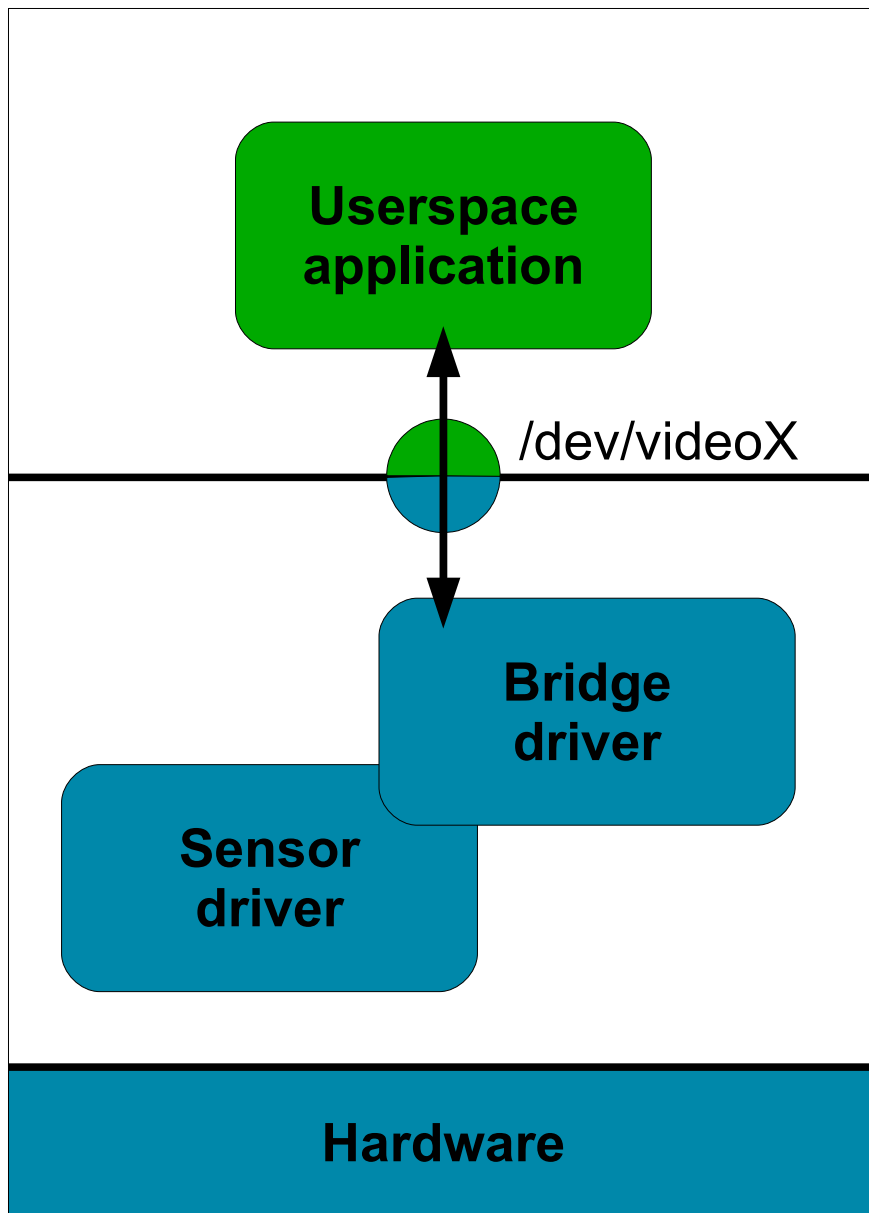 Userspace
application
/dev/videoX
Bridge
driver
Sensor
driver
Hardware